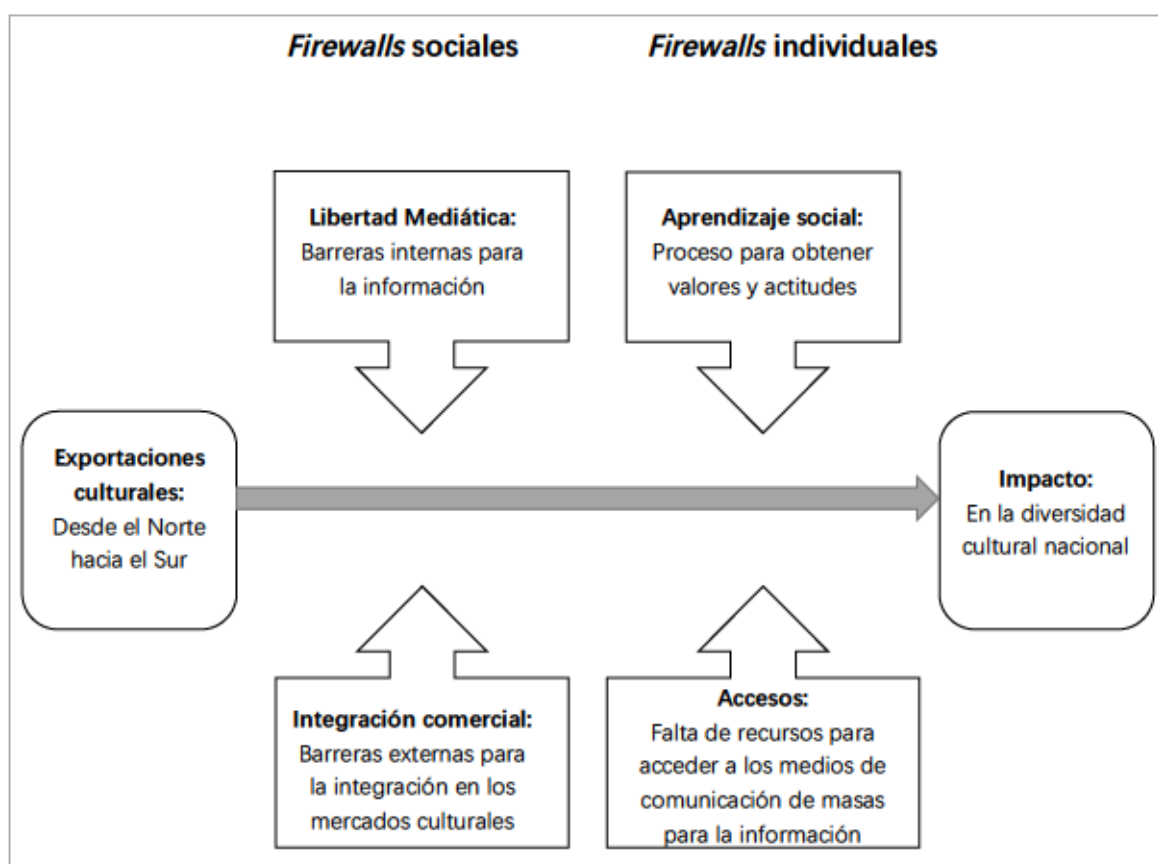 Firewalls sociales
Firewalls individuales
Libertad Mediática:
Barreras internas para
la información
Aprendizaje social:
Proceso para obtener
valores y actitudes
Exportaciones
culturales:
Desde el Norte
hacia el Sur
Impacto:
En la diversidad
cultural nacional
Integración comercial:
Barreras externas para
la integración en los
mercados culturales
Accesos:
Falta de recursos para
acceder a los medios de
comunicación de masas
para la información